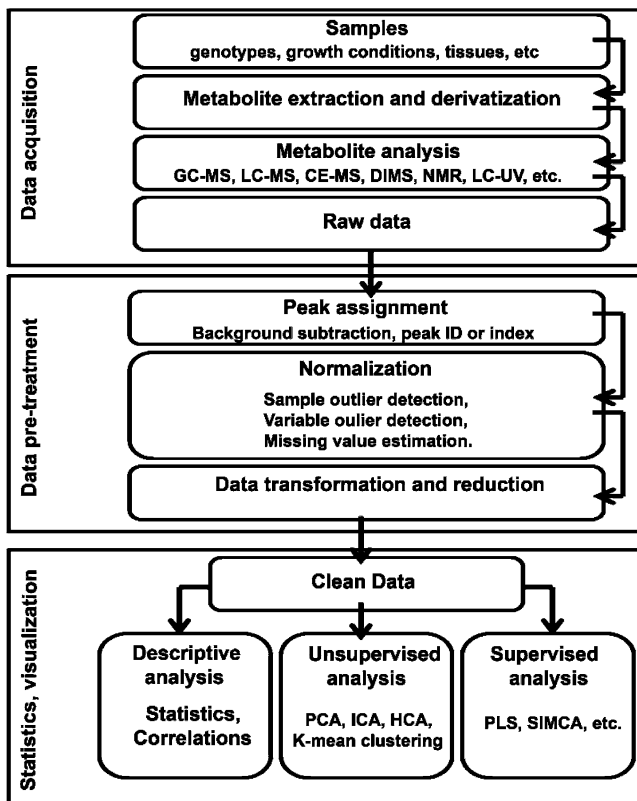 Data acquisition
Samples
genotypes, growth conditions, tissues, etc
Metabolite extraction and derivatization
Metabolite analysis
GC-MS, LC-MS, CE-MS, DIMS, NMR, LC-UV, etc.
Raw data
Data pre-treatment
Peak assignment
Background subtraction, peak ID or index
Normalization
Sample outlier detection,
Variable oulier detection,
Missing value estimation.
Data transformation and reduction
Statistics, visualization
Clean Data
Descriptive
analysis
Statistics,
Correlations
Unsupervised
analysis
PCA, ICA, HCA,
K-mean clustering
Supervised
analysis
PLS, SIMCA, etc.